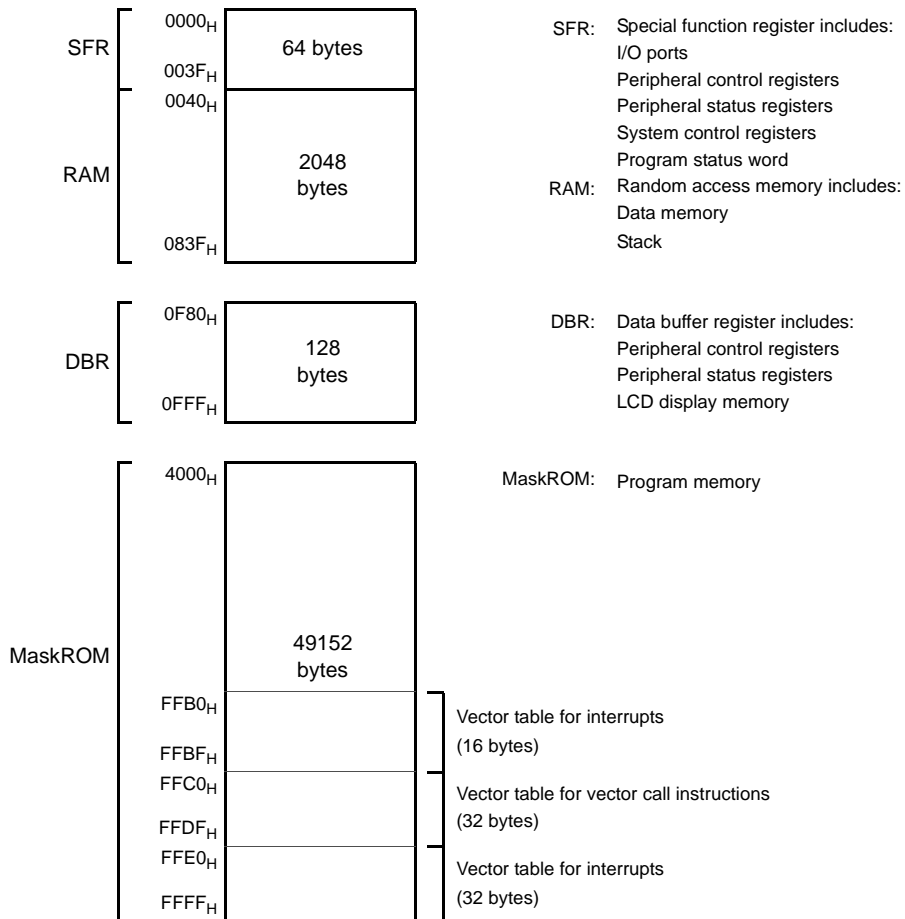 SFR
0000H
64 bytes
003FH
RAM
0040H
2048
bytes
083FH
SFR: Special function register includes:
I/O ports
Peripheral control registers
Peripheral status registers
System control registers
Program status word
RAM: Random access memory includes:
Data memory
Stack
DBR
0F80H
128
bytes
0FFFH
DBR: Data buffer register includes:
Peripheral control registers
Peripheral status registers
LCD display memory
MaskROM
4000H
49152
bytes
MaskROM: Program memory
FFB0H
FFBFH
Vector table for interrupts
(16 bytes)
FFC0H
FFDFH
Vector table for vector call instructions
(32 bytes)
FFE0H
FFFFH
Vector table for interrupts
(32 bytes)